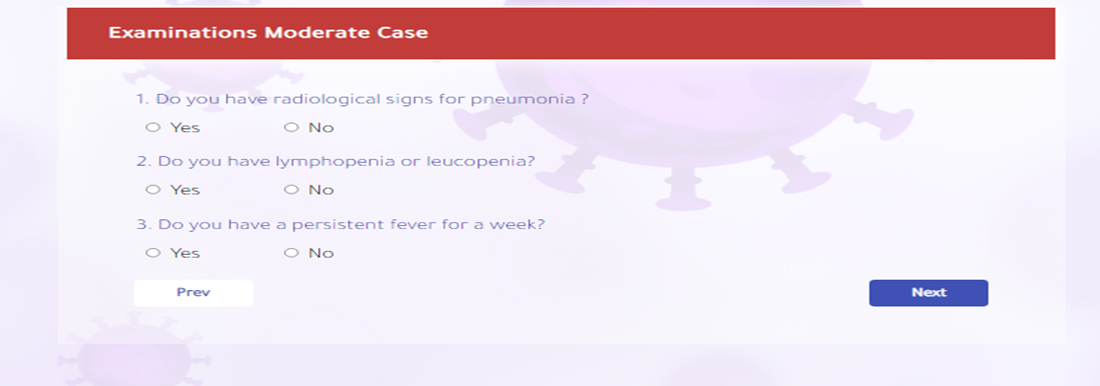 Examinations Moderate Case
1. Do you have radiological signs for pneumonia ?
Yes No
2. Do you have lymphopenia or leucopenia?
Yes No
3. Do you have a persistent fever for a week?
Yes No
Prev Next